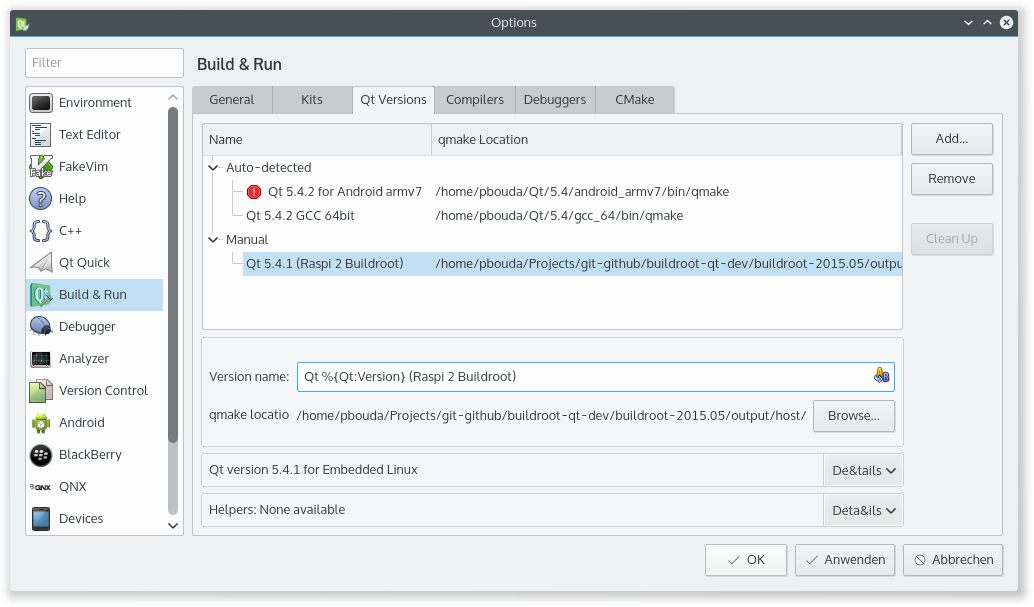 Options
Filter
Environment
Text Editor
FakeVim
Help
C++
Qt Quick
Build & Run
Debugger
Analyzer
Version Control
Android
BlackBerry
QNX
Devices
Build & Run
General Kits Qt Versions Compilers Debuggers CMake
Name qmake Location
Auto-detected
Qt 5.4.2 for Android armv7 /home/pbouda/Qt/5.4/android_armv7/bin/qmake
Qt 5.4.2 GCC 64bit /home/pbouda/Qt/5.4/gcc_64/bin/qmake
Manual
Qt 5.4.1 (Raspi 2 Buildroot) /home/pbouda/Projects/git-github/buildroot-qt-dev/buildroot-2015.05/outpu
Add...
Remove
Clean Up
Version name: Qt %{Qt:Version} (Raspi 2 Buildroot)
qmake locatio /home/pbouda/Projects/git-github/buildroot-qt-dev/buildroot-2015.05/output/host/ Browse...
Qt version 5.4.1 for Embedded Linux De&tails
Helpers: None available Deta&ils
OK Anwenden Abbrechen